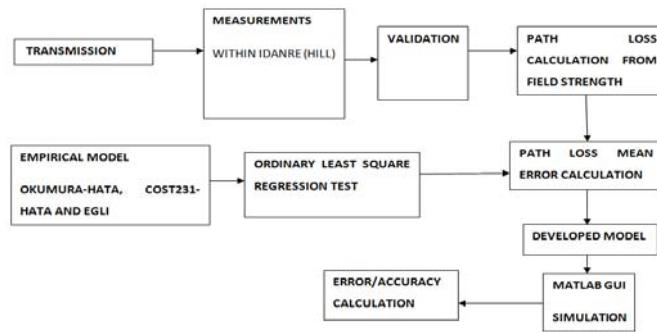 TRANSMISSION
MEASUREMENTS
WITHIN IDANRE (HILL)
VALIDATION
PATH LOSS
CALCULATION FROM
FIELD STRENGTH
EMPIRICAL MODEL
OKUMURA-HATA, COST231-
HATA AND EGLI
ORDINARY LEAST SQUARE
REGRESSION TEST
PATH LOSS MEAN
ERROR CALCULATION
DEVELOPED MODEL
ERROR/ACCURACY
CALCULATION
MATLAB GUI
SIMULATION